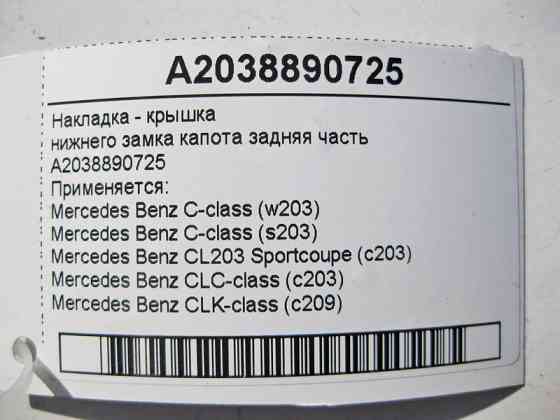 A2038890725
Накладка - крышка
нижнего замка капота задняя часть
A2038890725
Применяется:
Mercedes Benz C-class (w203)
Mercedes Benz C-class (s203)
Mercedes Benz CL203 Sportcoupe (c203)
Mercedes Benz CLC-class (c203)
Mercedes Benz CLK-class (c209)